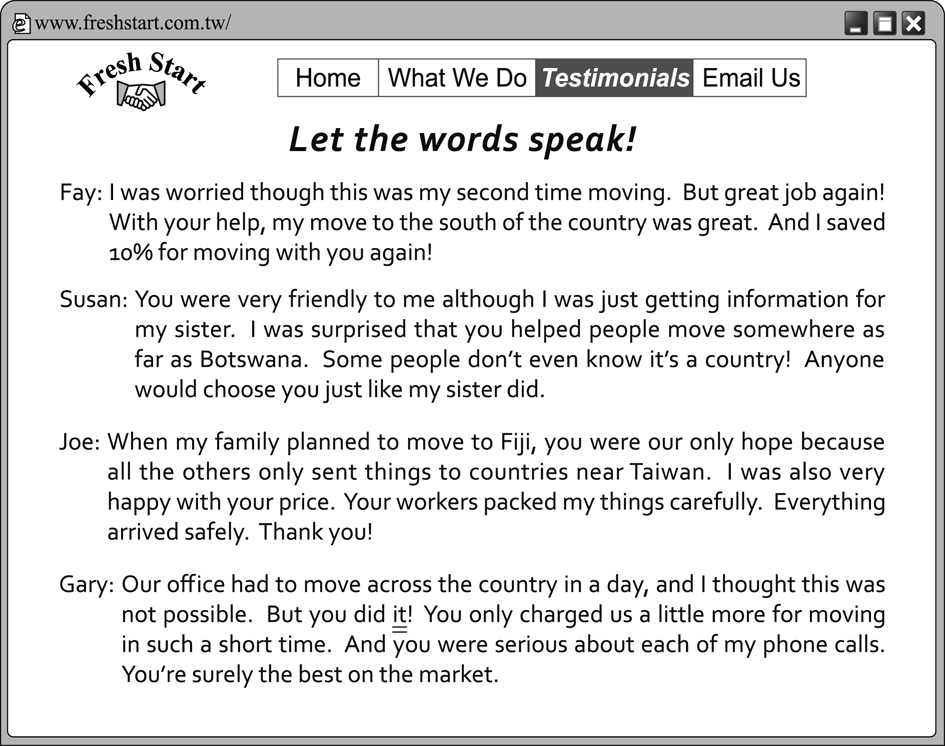 www.freshstart.com.tw/
Fresh Start
Home What We Do Testimonials Email Us
Let the words speak!
Fay: I was worried though this was my second time moving. But great job again!
With your help, my move to the south of the country was great. And I saved
10% for moving with you again!
Susan: You were very friendly to me although I was just getting information for
my sister. I was surprised that you helped people move somewhere as
far as Botswana. Some people don't even know it's a country! Anyone
would choose you just like my sister did.
Joe: When my family planned to move to Fiji, you were our only hope because
all the others only sent things to countries near Taiwan. I was also very
happy with your price. Your workers packed my things carefully. Everything
arrived safely. Thank you!
Gary: Our office had to move across the country in a day, and I thought this was
not possible. But you did it! You only charged us a little more for moving
in such a short time. And you were serious about each of my phone calls.
You're surely the best on the market.